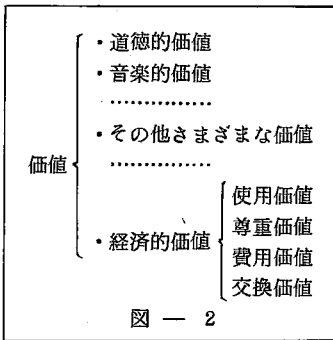 ・道徳的価値
・音楽的価値
……………
・その他さまざまな価値
……………
価値
・経済的価値
使用価値
尊重価値
費用価値
交換価値
図 — 2